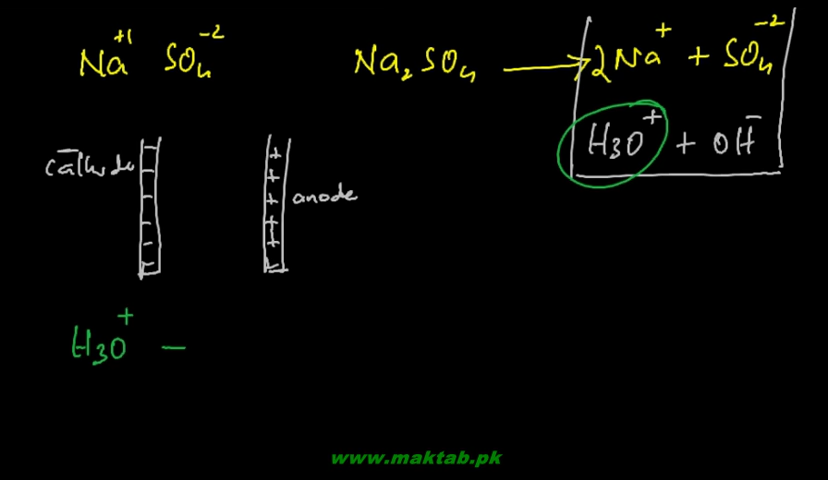 Na⁺¹ SO₄⁻²
Na₂SO₄ ⟶ 2Na⁺ + SO₄⁻²
H₃O⁺ + OH⁻
cathode
anode
H₃O⁺ —
www.maktab.pk